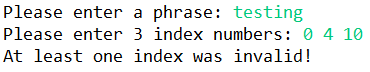 Please enter a phrase: testing
Please enter 3 index numbers: 0 4 10
At least one index was invalid!